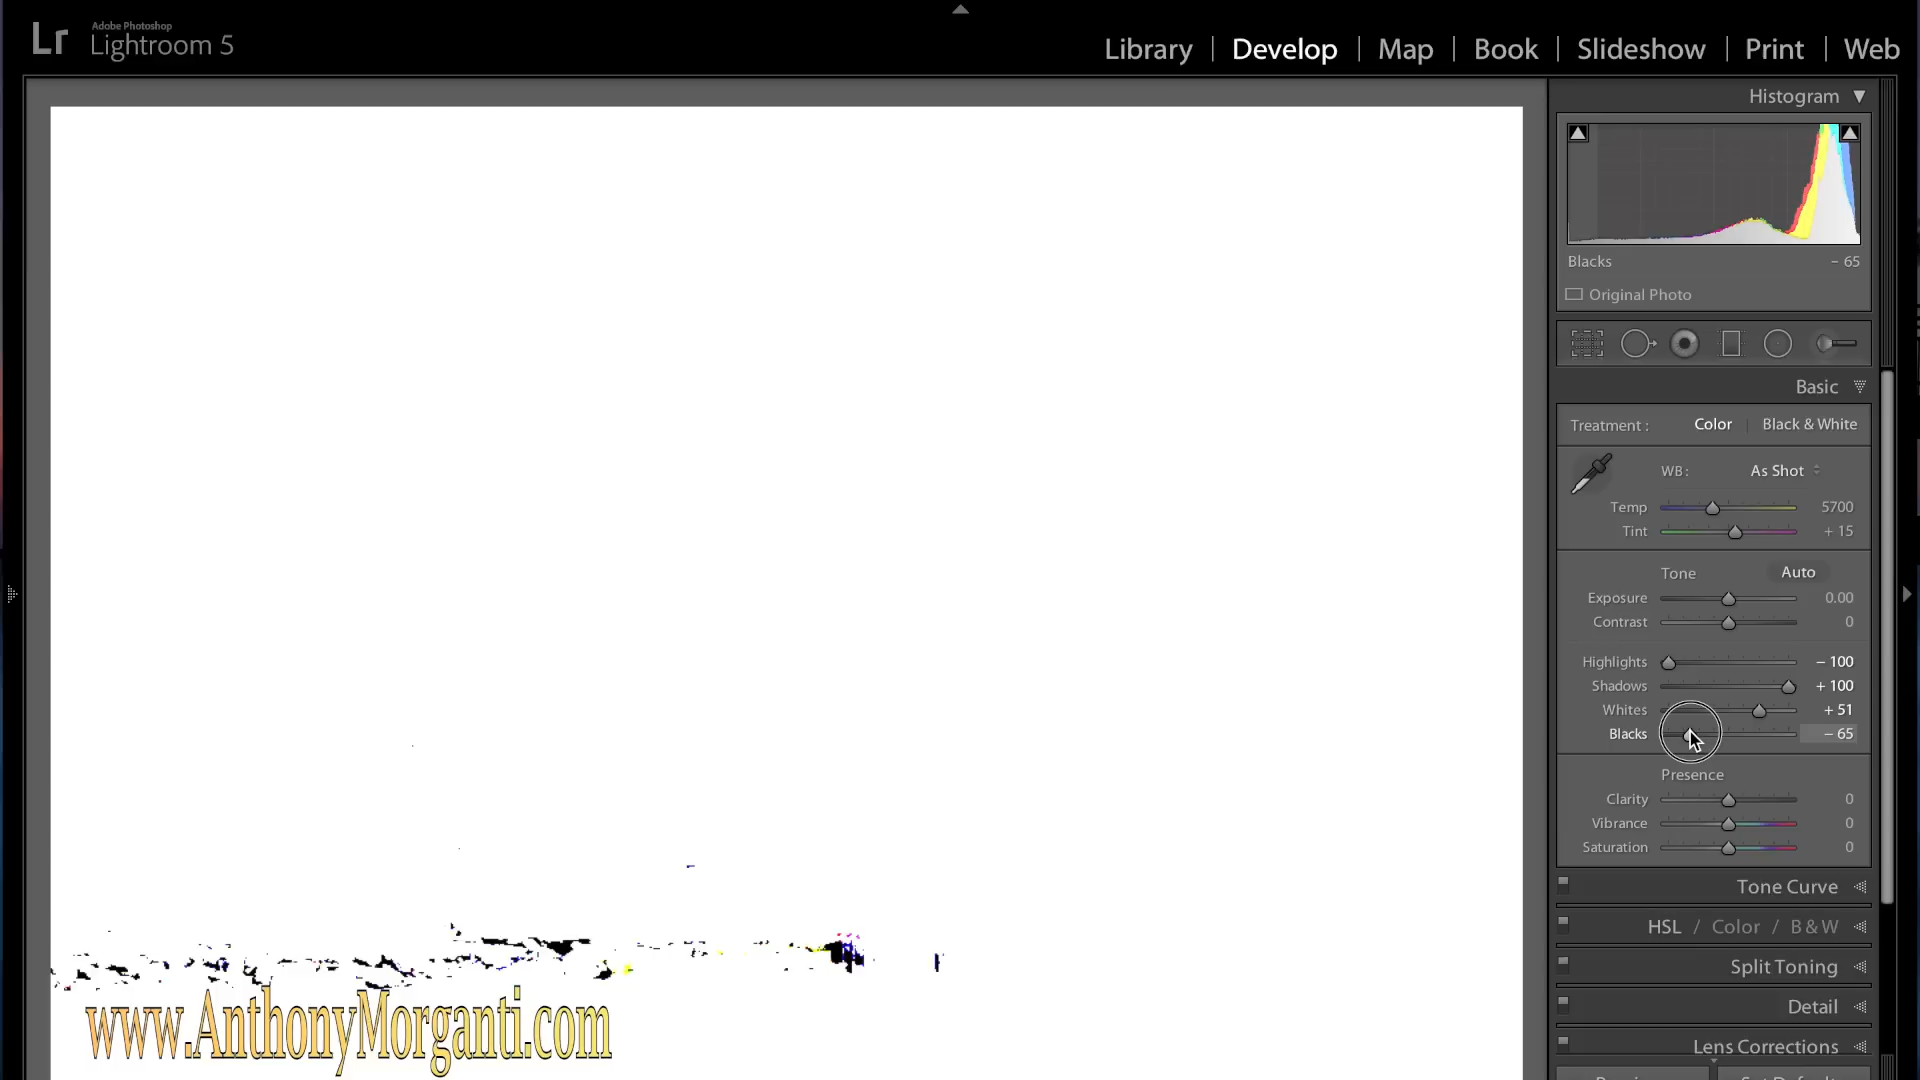 Lr Adobe Photoshop
Lightroom 5
Library | Develop | Map | Book | Slideshow | Print | Web
Histogram
Blacks − 65
Original Photo
Basic
Treatment : Color | Black & White
WB : As Shot
Temp 5700
Tint + 15
Tone Auto
Exposure 0.00
Contrast 0
Highlights − 100
Shadows + 100
Whites + 51
Blacks − 65
Presence
Clarity 0
Vibrance 0
Saturation 0
Tone Curve
HSL / Color / B & W
Split Toning
Detail
Lens Corrections
www.AnthonyMorganti.com